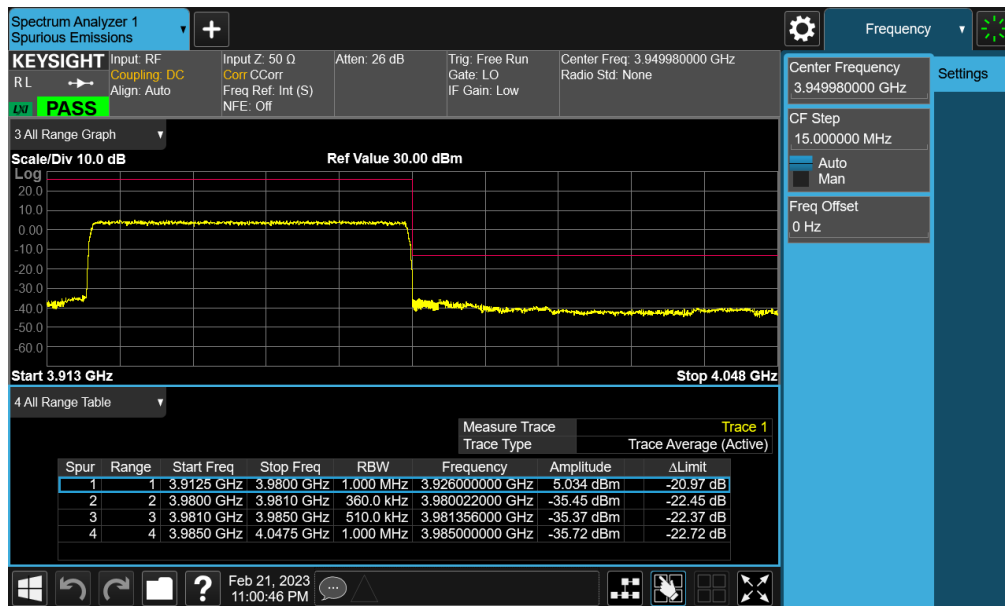 Spectrum Analyzer 1
Spurious Emissions
Frequency
KEYSIGHT
R L
LXI PASS
Input: RF
Coupling: DC
Align: Auto
Input Z: 50 Ω
Corr CCorr
Freq Ref: Int (S)
NFE: Off
Atten: 26 dB
Trig: Free Run
Gate: LO
IF Gain: Low
Center Freq: 3.949980000 GHz
Radio Std: None
Center Frequency
3.949980000 GHz
Settings
CF Step
15.000000 MHz
Auto
Man
Freq Offset
0 Hz
3 All Range Graph
Scale/Div 10.0 dB
Ref Value 30.00 dBm
Log
20.0
10.0
0.00
-10.0
-20.0
-30.0
-40.0
-50.0
-60.0
Start 3.913 GHz
Stop 4.048 GHz
4 All Range Table
Measure Trace Trace 1
Trace Type Trace Average (Active)
Spur Range Start Freq Stop Freq RBW Frequency Amplitude ΔLimit
1 1 3.9125 GHz 3.9800 GHz 1.000 MHz 3.926000000 GHz 5.034 dBm -20.97 dB
2 2 3.9800 GHz 3.9810 GHz 360.0 kHz 3.980022000 GHz -35.45 dBm -22.45 dB
3 3 3.9810 GHz 3.9850 GHz 510.0 kHz 3.981356000 GHz -35.37 dBm -22.37 dB
4 4 3.9850 GHz 4.0475 GHz 1.000 MHz 3.985000000 GHz -35.72 dBm -22.72 dB
?
Feb 21, 2023
11:00:46 PM